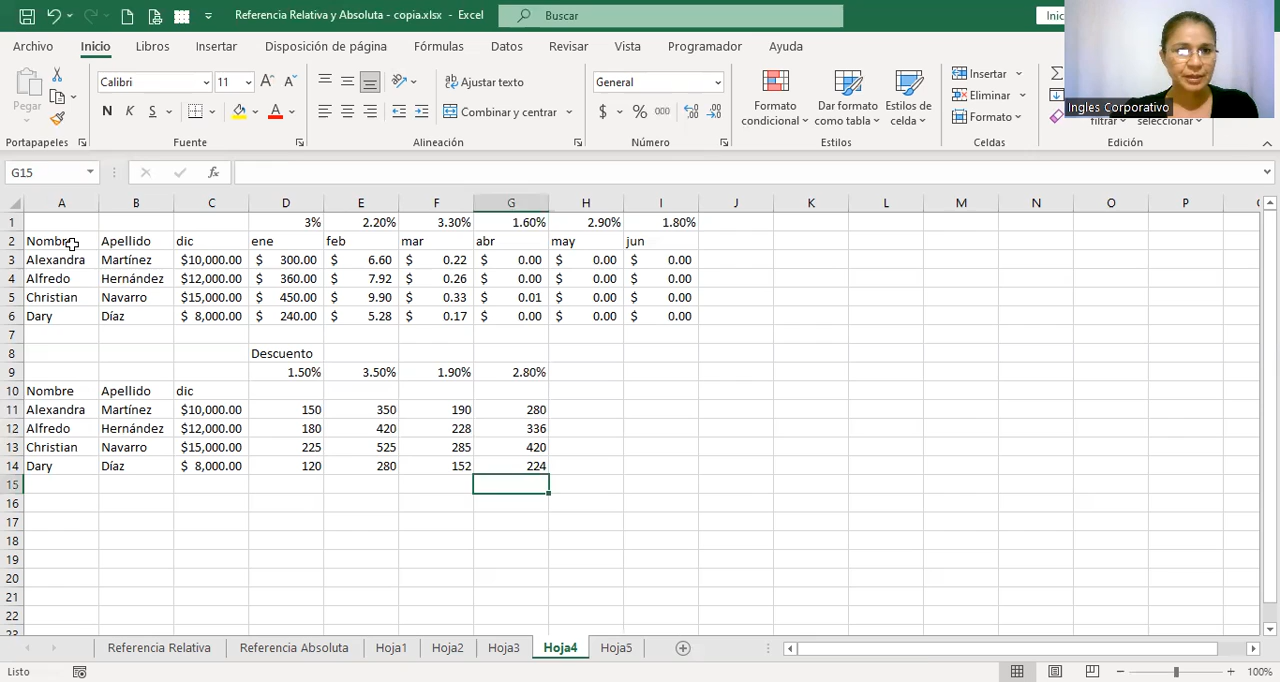 Referencia Relativa y Absoluta - copia.xlsx - Excel
Buscar
Archivo Inicio Libros Insertar Disposición de página Fórmulas Datos Revisar Vista Programador Ayuda
Pegar
Calibri 11
Ajustar texto
General
Combinar y centrar
N K S
$ % 000
Formato condicional
Dar formato como tabla
Estilos de celda
Insertar
Eliminar
Formato
Ingles Corporativo
filtrar seleccionar
Portapapeles Fuente Alineación Número Estilos Celdas Edición
G15 fx
A B C D E F G H I J K L M N O P
1 3% 2.20% 3.30% 1.60% 2.90% 1.80%
2 Nombre Apellido dic ene feb mar abr may jun
3 Alexandra Martínez $10,000.00 $ 300.00 $ 6.60 $ 0.22 $ 0.00 $ 0.00 $ 0.00
4 Alfredo Hernández $12,000.00 $ 360.00 $ 7.92 $ 0.26 $ 0.00 $ 0.00 $ 0.00
5 Christian Navarro $15,000.00 $ 450.00 $ 9.90 $ 0.33 $ 0.01 $ 0.00 $ 0.00
6 Dary Díaz $ 8,000.00 $ 240.00 $ 5.28 $ 0.17 $ 0.00 $ 0.00 $ 0.00
7
8 Descuento
9 1.50% 3.50% 1.90% 2.80%
10 Nombre Apellido dic
11 Alexandra Martínez $10,000.00 150 350 190 280
12 Alfredo Hernández $12,000.00 180 420 228 336
13 Christian Navarro $15,000.00 225 525 285 420
14 Dary Díaz $ 8,000.00 120 280 152 224
15
16
17
18
19
20
21
22
23
Referencia Relativa Referencia Absoluta Hoja1 Hoja2 Hoja3 Hoja4 Hoja5
Listo 100%